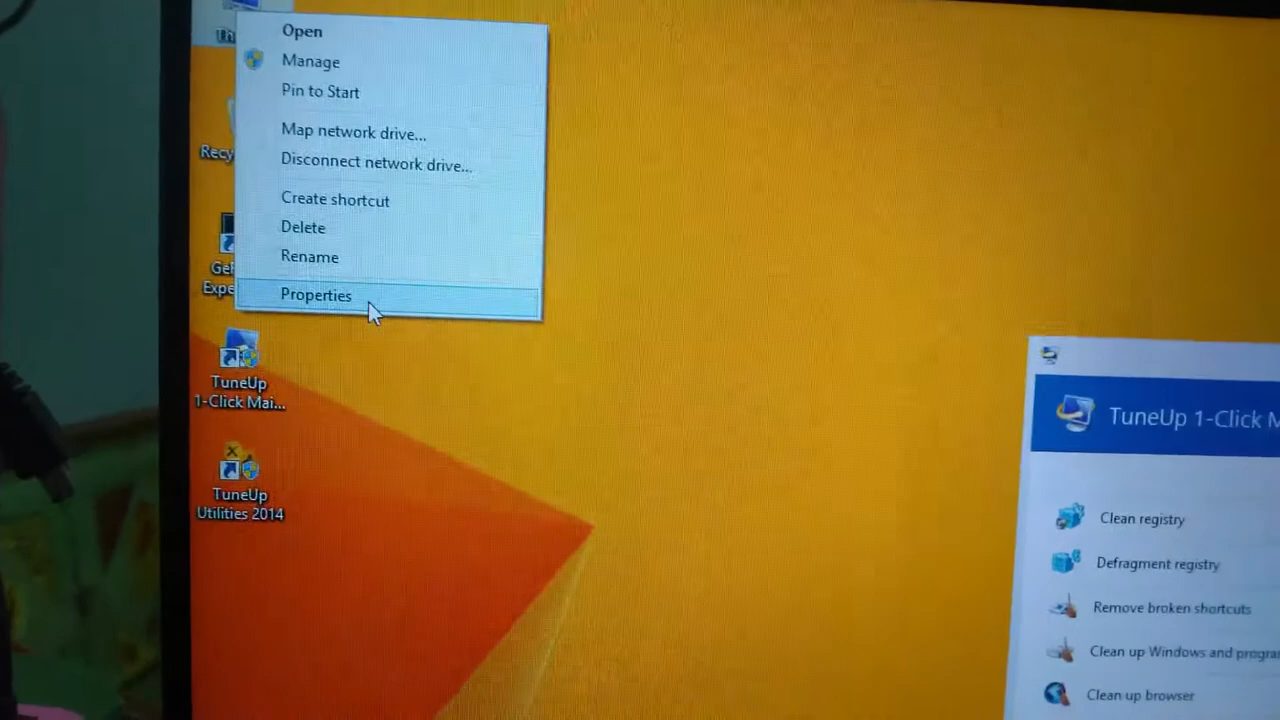 Open
Manage
Pin to Start
Map network drive...
Disconnect network drive...
Create shortcut
Delete
Rename
Properties
Th
Recy
GeF
Expe
TuneUp
1-Click Mai...
TuneUp
Utilities 2014
TuneUp 1-Click M
Clean registry
Defragment registry
Remove broken shortcuts
Clean up Windows and progra
Clean up browser